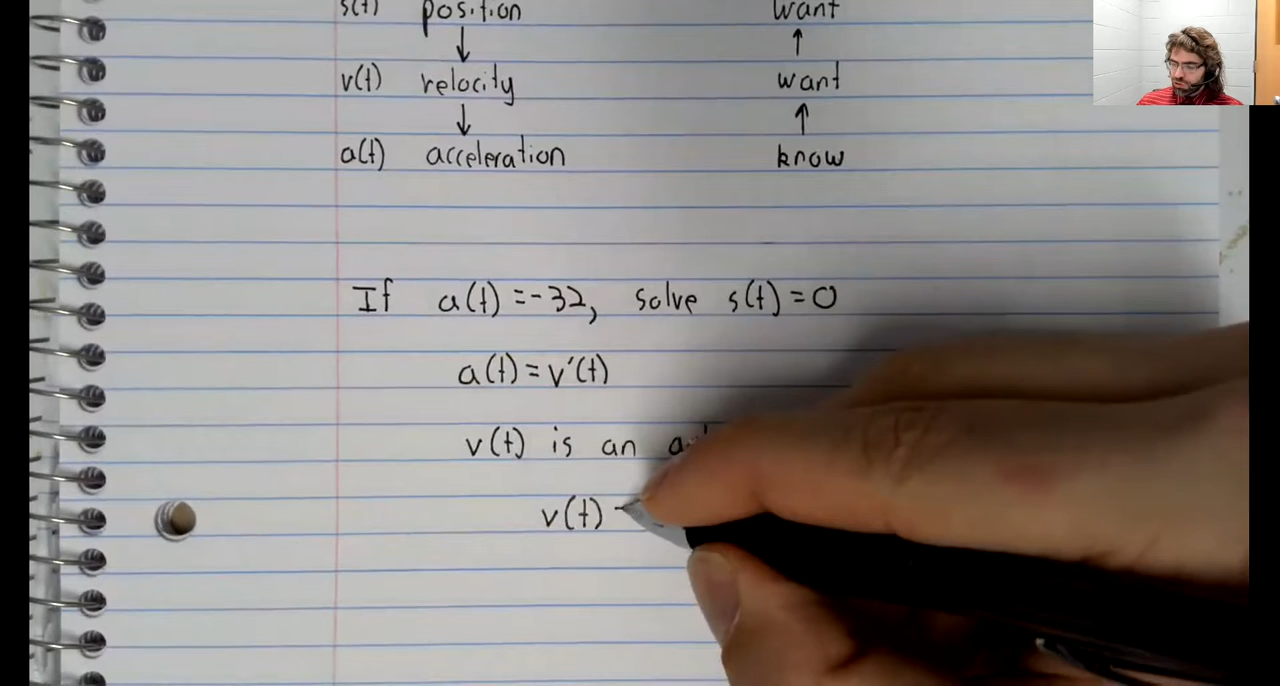 s(t) position want
v(t) velocity want
a(t) acceleration know
If a(t) = -32, solve s(t) = 0
a(t) = v'(t)
v(t) is an
v(t)